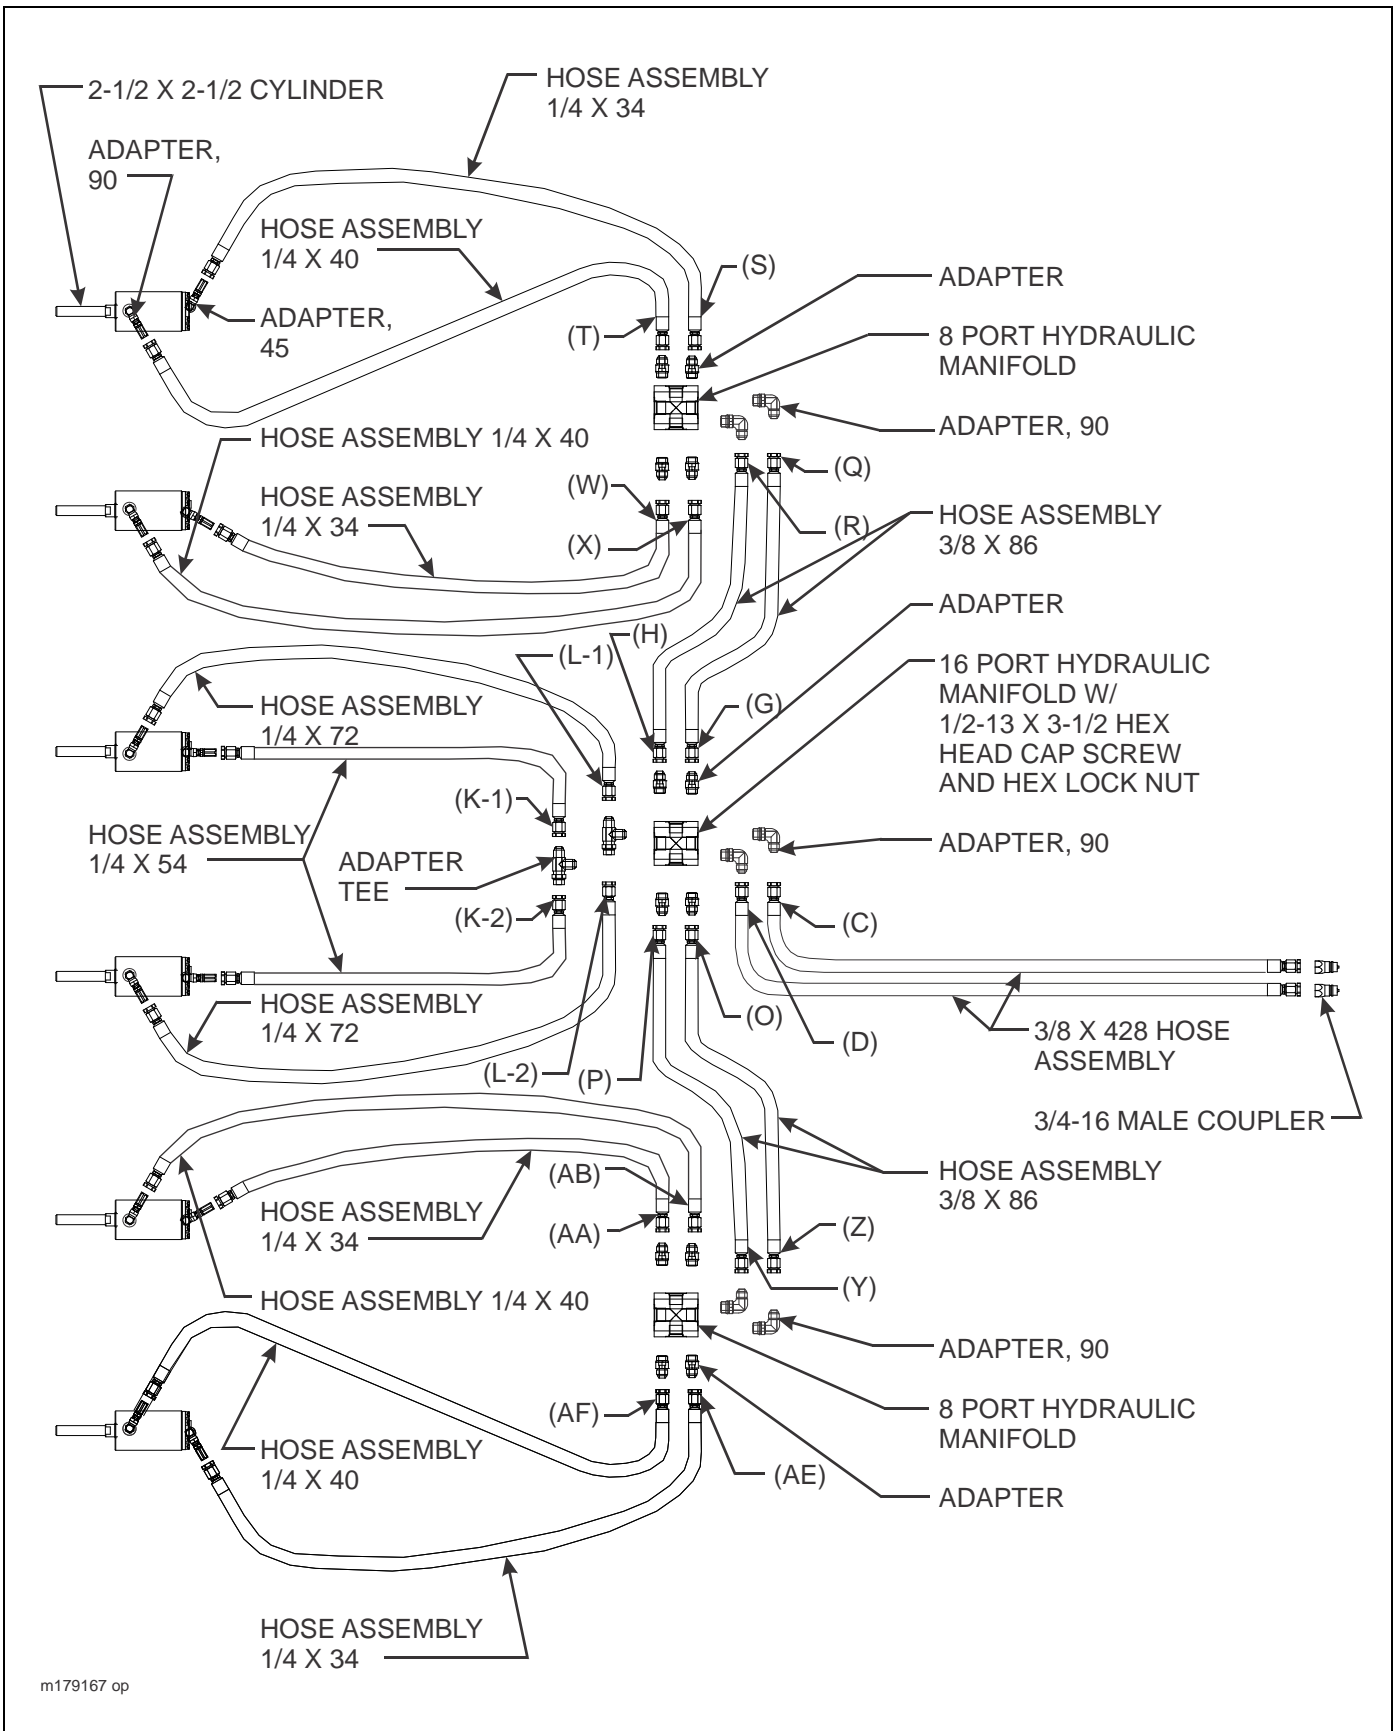 2-1/2 X 2-1/2 CYLINDER
HOSE ASSEMBLY
1/4 X 34
ADAPTER,
90
HOSE ASSEMBLY
1/4 X 40
(S)
ADAPTER
ADAPTER,
45
(T)
8 PORT HYDRAULIC
MANIFOLD
ADAPTER, 90
HOSE ASSEMBLY 1/4 X 40
(Q)
(W)
HOSE ASSEMBLY
1/4 X 34
(R)
HOSE ASSEMBLY
3/8 X 86
(X)
ADAPTER
(H)
(L-1)
16 PORT HYDRAULIC
MANIFOLD W/
1/2-13 X 3-1/2 HEX
HEAD CAP SCREW
AND HEX LOCK NUT
HOSE ASSEMBLY
1/4 X 72
(G)
(K-1)
HOSE ASSEMBLY
1/4 X 54
ADAPTER
TEE
ADAPTER, 90
(K-2)
(C)
HOSE ASSEMBLY
1/4 X 72
(O)
(D)
3/8 X 428 HOSE
ASSEMBLY
(L-2)
(P)
3/4-16 MALE COUPLER
(AB)
HOSE ASSEMBLY
3/8 X 86
HOSE ASSEMBLY
1/4 X 34
(AA)
(Z)
(Y)
HOSE ASSEMBLY 1/4 X 40
ADAPTER, 90
(AF)
8 PORT HYDRAULIC
MANIFOLD
HOSE ASSEMBLY
1/4 X 40
(AE)
ADAPTER
HOSE ASSEMBLY
1/4 X 34
m179167 op